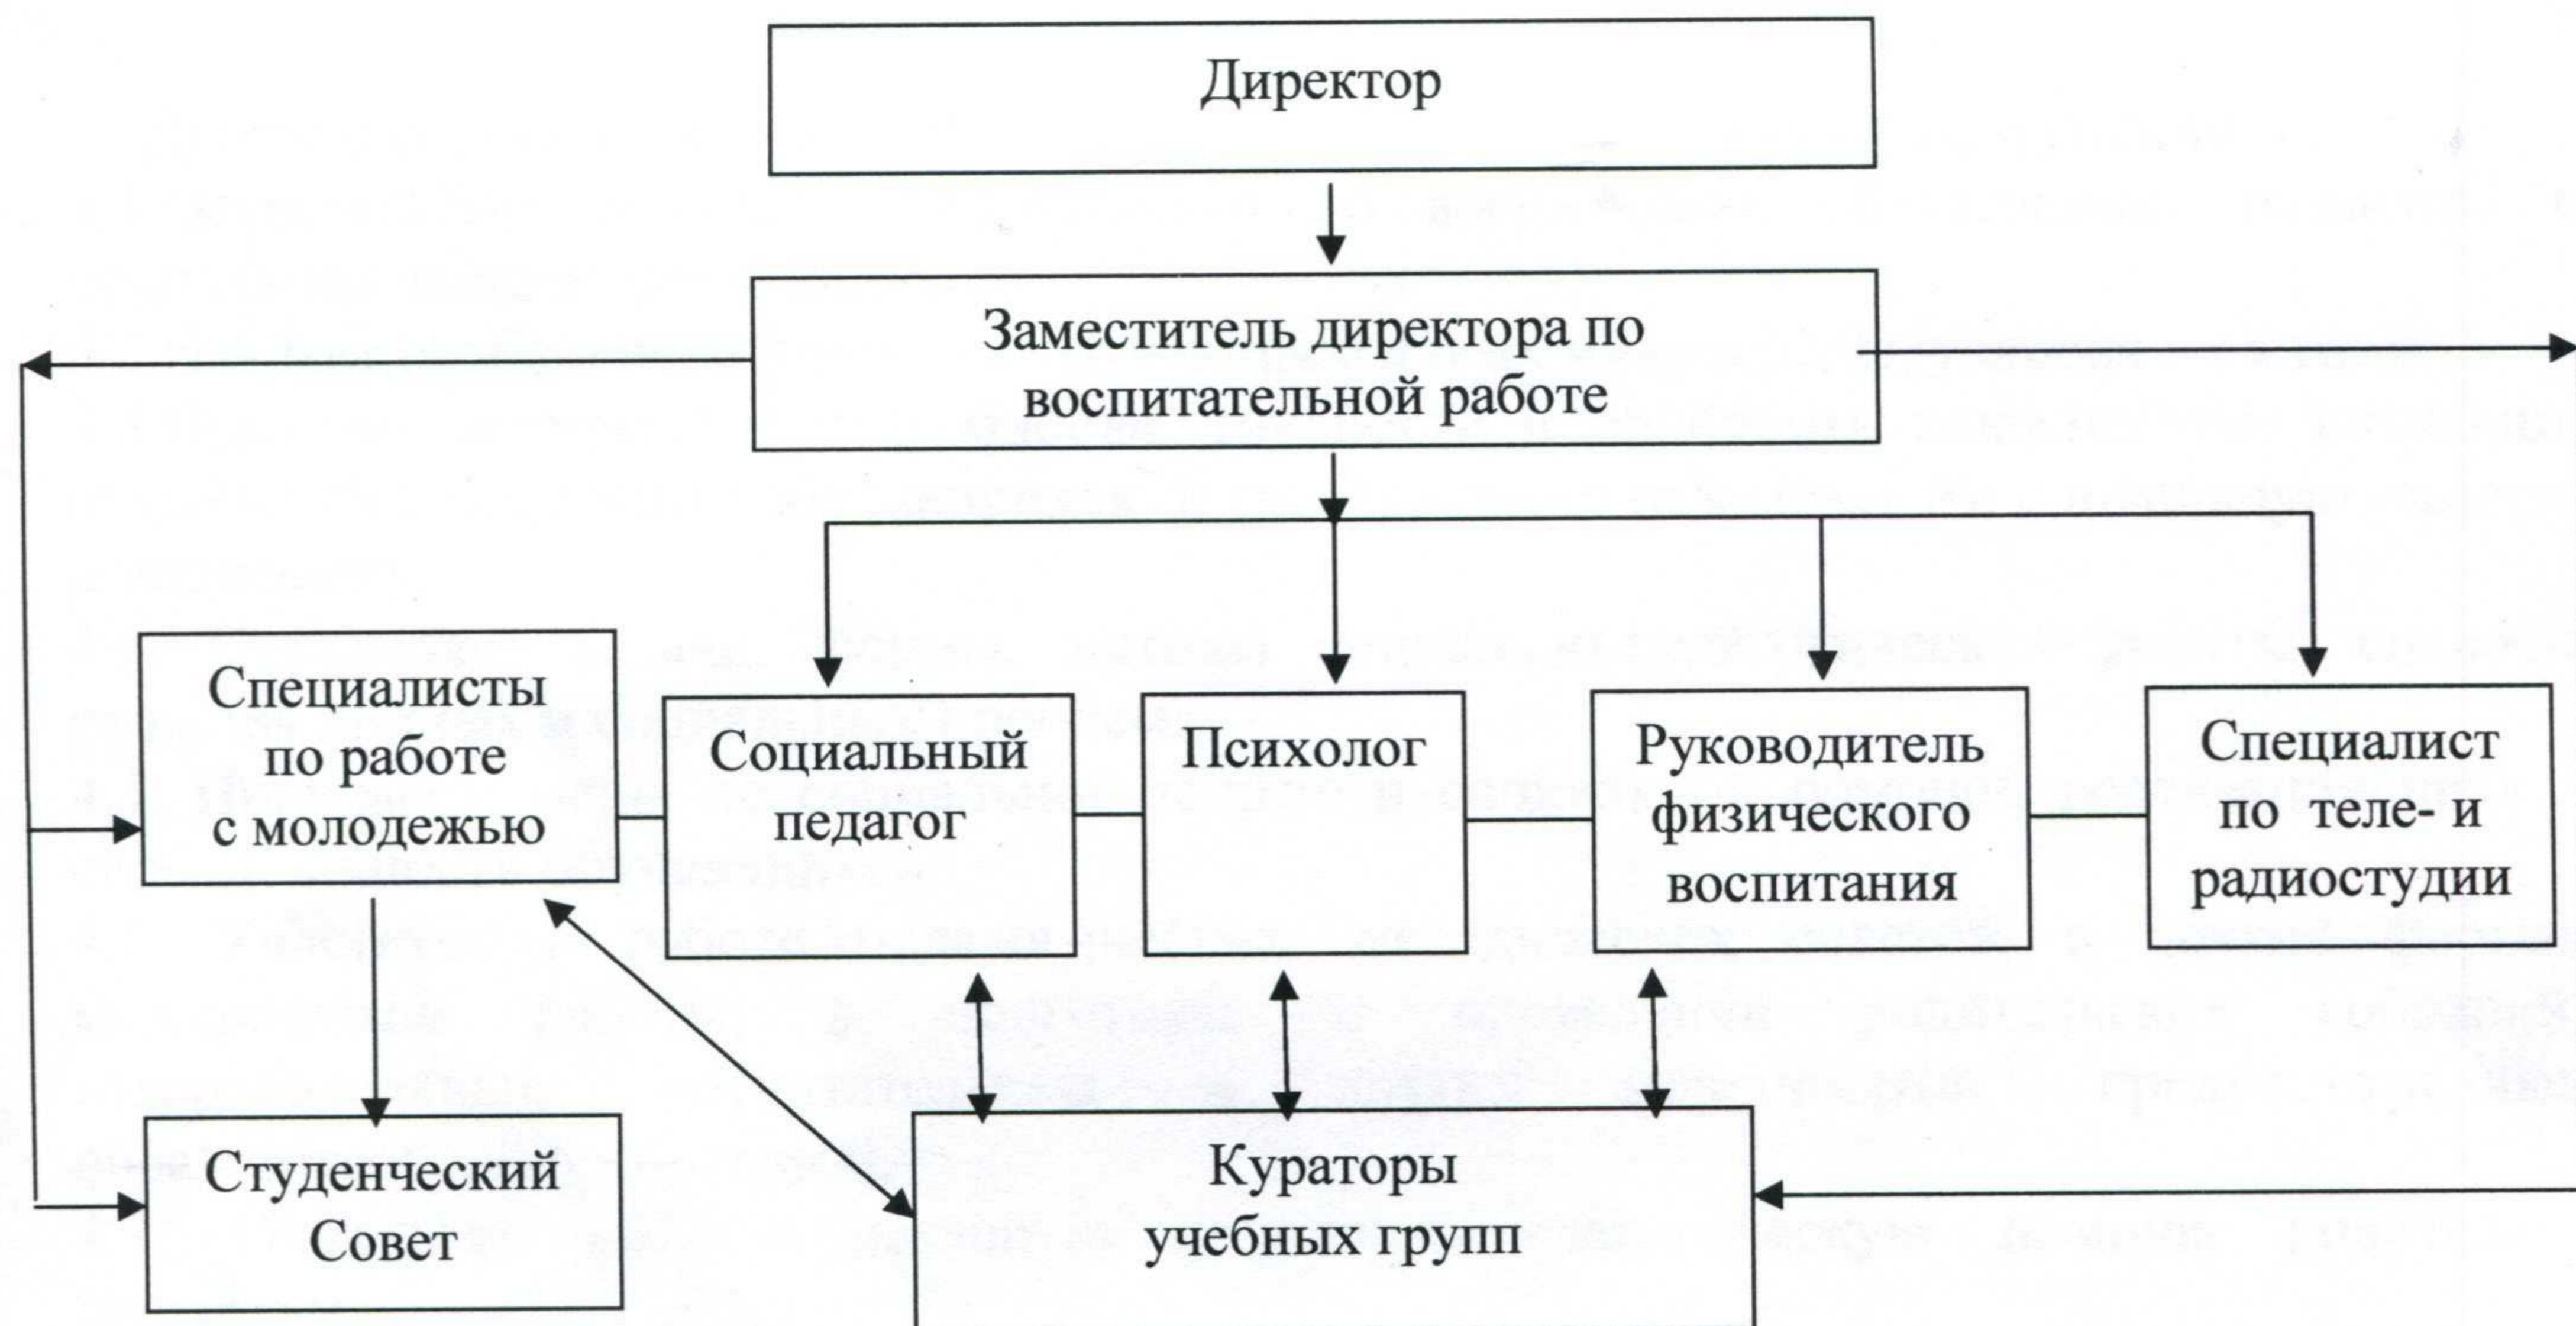 Директор
Заместитель директора по
воспитательной работе
Специалисты
по работе
с молодежью
Социальный
педагог
Психолог
Руководитель
физического
воспитания
Специалист
по теле- и
радиостудии
Студенческий
Совет
Кураторы
учебных групп